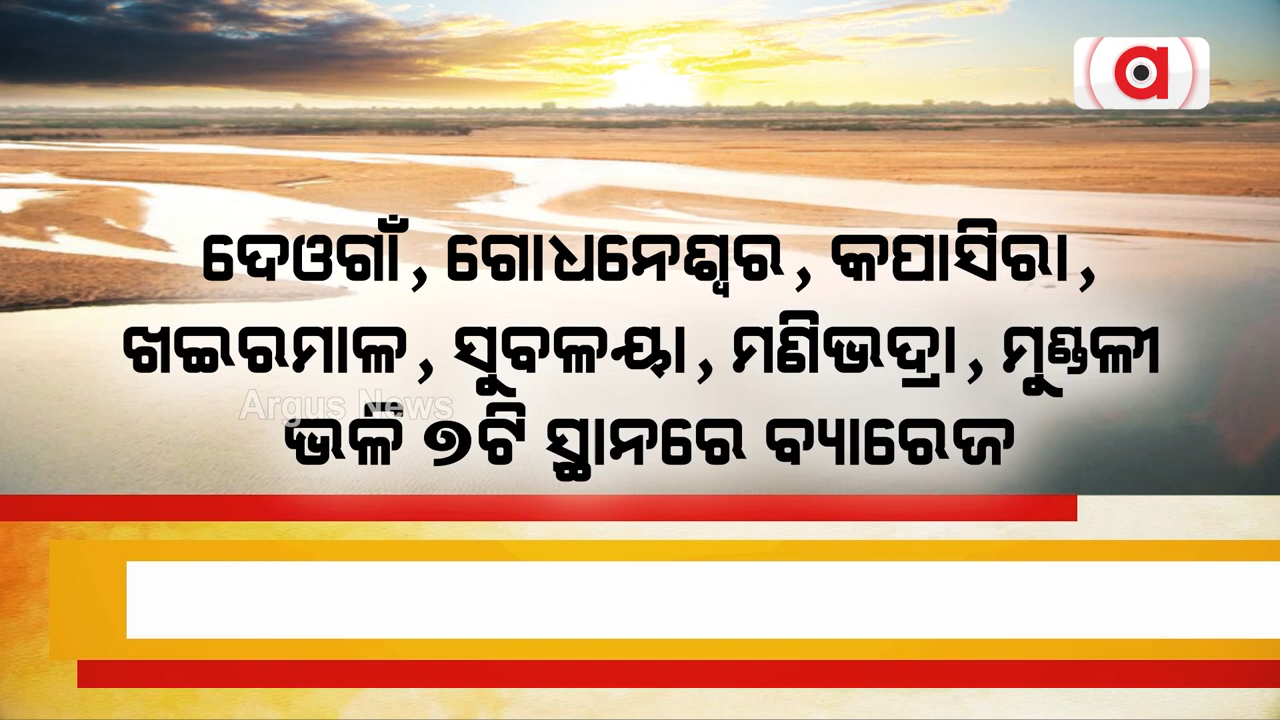 ଦେଓଗାଁ, ଗୋଧନେଶ୍ୱର, କପାସିରା,
ଖଇରମାଳ, ସୁବଳୟା, ମଣିଭଦ୍ରା, ମୁଣ୍ଡଳୀ
Argus News
ଭଳି ୭ଟି ସ୍ଥାନରେ ବ୍ୟାରେଜ